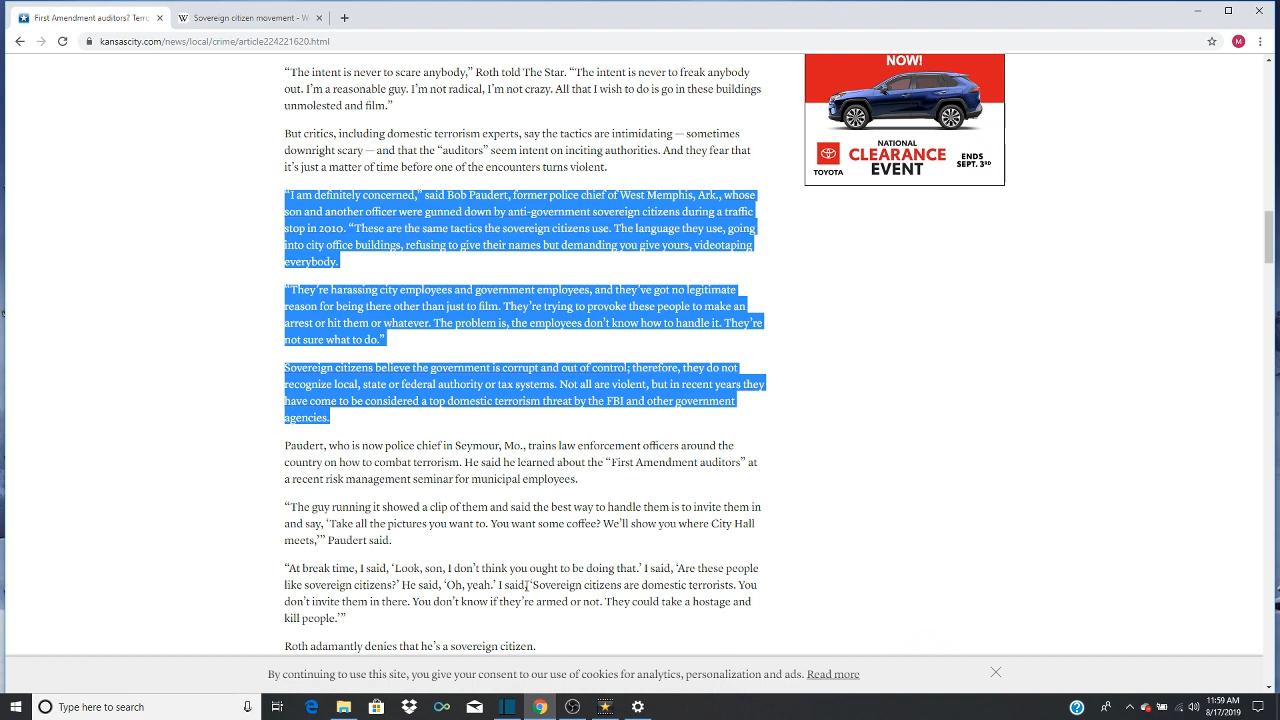 First Amendment auditors? Terro
Sovereign citizen movement - W
kansascity.com/news/local/crime/article224221620.html
M
“The intent is never to scare anybody,” Roth told The Star. “The intent is never to freak anybody
out. I’m a reasonable guy. I’m not radical, I’m not crazy. All that I wish to do is go in these buildings
unmolested and film.”
But critics, including domestic terrorism experts, say the tactics are intimidating — sometimes
downright scary — and that the “auditors” seem intent on inciting authorities. And they fear that
it’s just a matter of time before one of the encounters turns violent.
“I am definitely concerned,” said Bob Paudert, former police chief of West Memphis, Ark., whose
son and another officer were gunned down by anti-government sovereign citizens during a traffic
stop in 2010. “These are the same tactics the sovereign citizens use. The language they use, going
into city office buildings, refusing to give their names but demanding you give yours, videotaping
everybody.
“They’re harassing city employees and government employees, and they’ve got no legitimate
reason for being there other than just to film. They’re trying to provoke these people to make an
arrest or hit them or whatever. The problem is, the employees don’t know how to handle it. They’re
not sure what to do.”
Sovereign citizens believe the government is corrupt and out of control; therefore, they do not
recognize local, state or federal authority or tax systems. Not all are violent, but in recent years they
have come to be considered a top domestic terrorism threat by the FBI and other government
agencies.
Paudert, who is now police chief in Seymour, Mo., trains law enforcement officers around the
country on how to combat terrorism. He said he learned about the “First Amendment auditors” at
a recent risk management seminar for municipal employees.
“The guy running it showed a clip of them and said the best way to handle them is to invite them in
and say, ‘Take all the pictures you want to. You want some coffee? We’ll show you where City Hall
meets,’” Paudert said.
“At break time, I said, ‘Look, son, I don’t think you ought to be doing that.’ I said, ‘Are these people
like sovereign citizens?’ He said, ‘Oh, yeah.’ I said, ‘Sovereign citizens are domestic terrorists. You
don’t invite them in there. You don’t know if they’re armed or not. They could take a hostage and
kill people.’”
Roth adamantly denies that he’s a sovereign citizen.
NOW!
NATIONAL
CLEARANCE
EVENT
ENDS
SEPT. 3RD
TOYOTA
By continuing to use this site, you give your consent to our use of cookies for analytics, personalization and ads. Read more
Type here to search
11:59 AM
8/17/2019